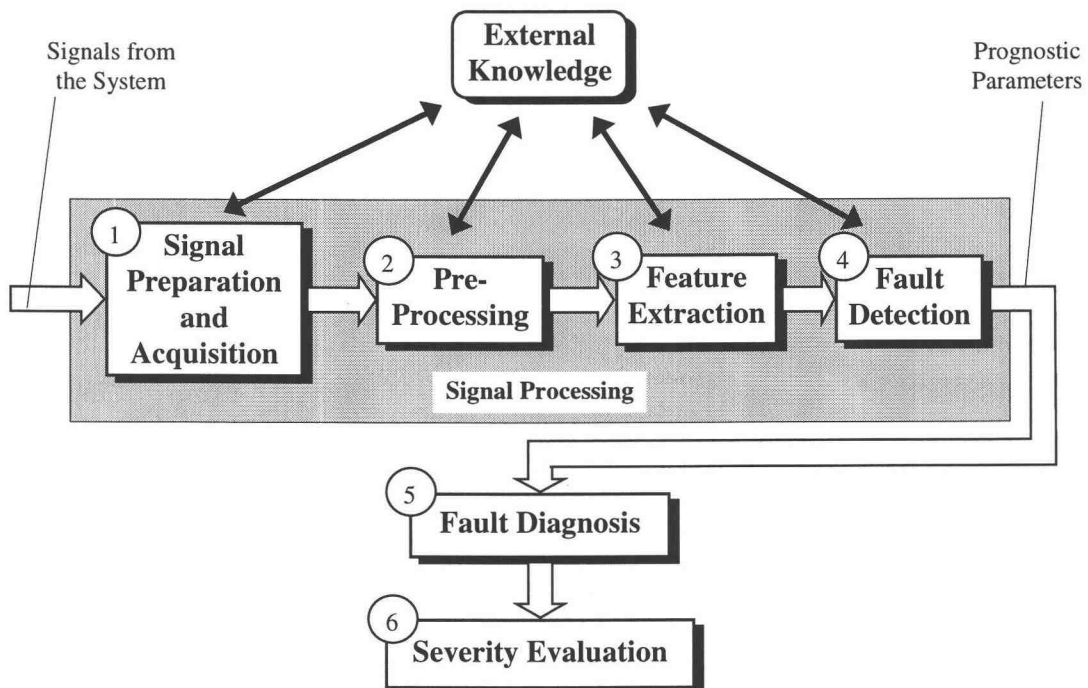 External
Knowledge
Signals from
the System
Prognostic
Parameters
1
Signal
Preparation
and
Acquisition
2
Pre-
Processing
3
Feature
Extraction
4
Fault
Detection
Signal Processing
5
Fault Diagnosis
6
Severity Evaluation